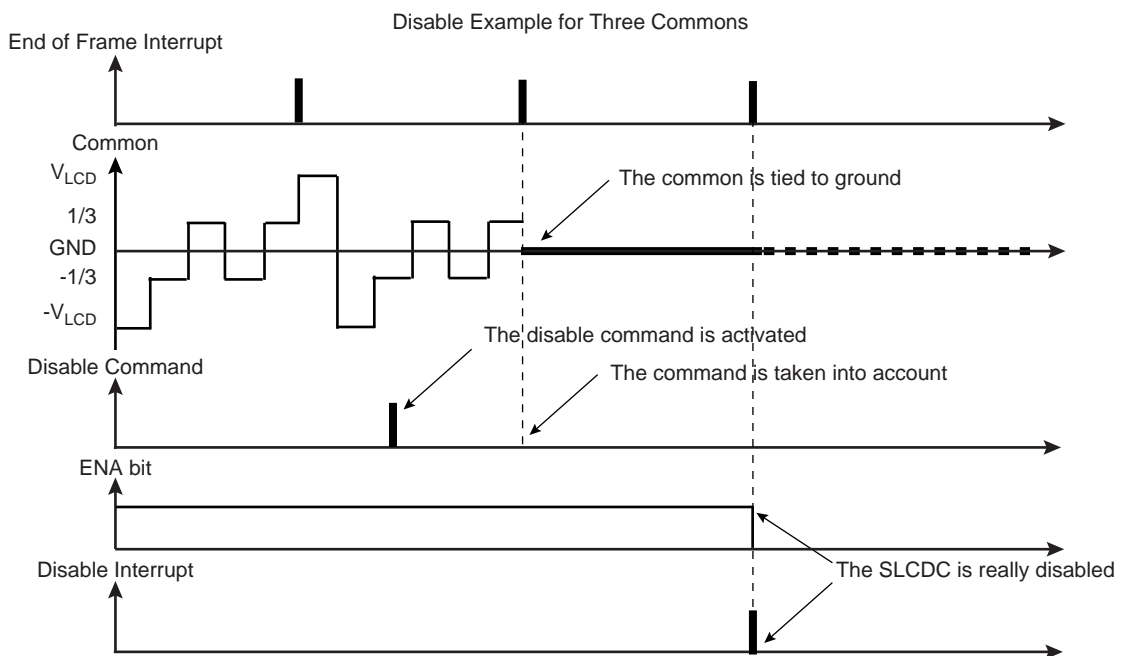 Disable Example for Three Commons
End of Frame Interrupt
Common
VLCD
1/3
GND
-1/3
-VLCD
The common is tied to ground
The disable command is activated
Disable Command
The command is taken into account
ENA bit
Disable Interrupt
The SLCDC is really disabled